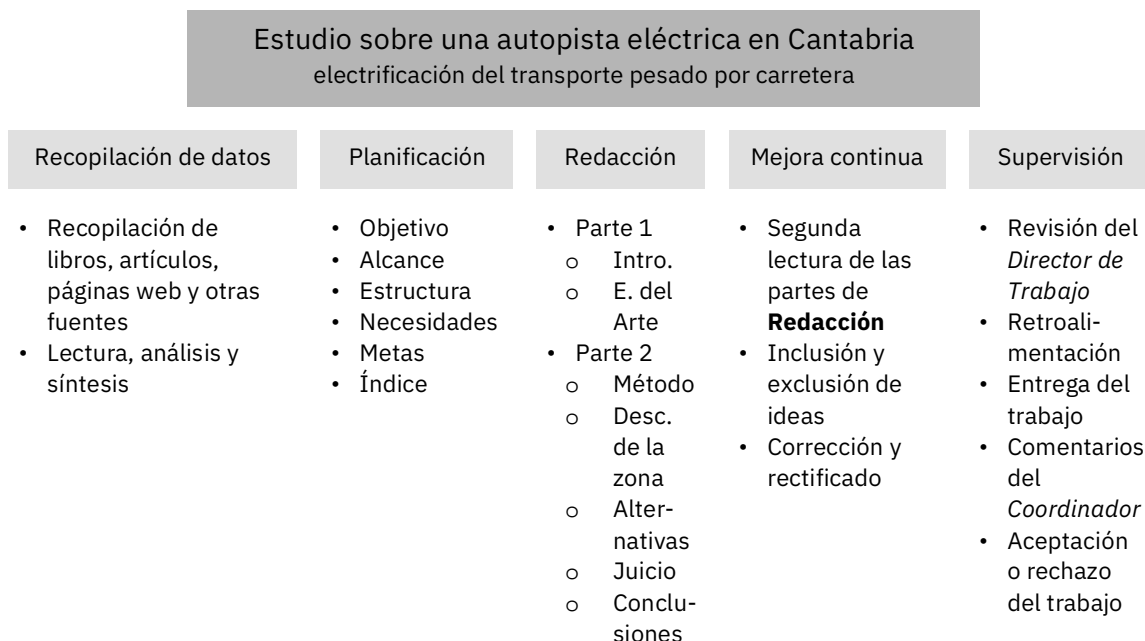 Estudio sobre una autopista eléctrica en Cantabria
electrificación del transporte pesado por carretera
Recopilación de datos
• Recopilación de
libros, artículos,
páginas web y otras
fuentes
• Lectura, análisis y
síntesis
Planificación
• Objetivo
• Alcance
• Estructura
• Necesidades
• Metas
• Índice
Redacción
• Parte 1
o Intro.
o E. del
Arte
• Parte 2
o Método
o Desc.
de la
zona
o Alter-
nativas
o Juicio
o Conclu-
siones
Mejora continua
• Segunda
lectura de las
partes de
Redacción
• Inclusión y
exclusión de
ideas
• Corrección y
rectificado
Supervisión
• Revisión del
Director de
Trabajo
• Retroali-
mentación
• Entrega del
trabajo
• Comentarios
del
Coordinador
• Aceptación
o rechazo
del trabajo